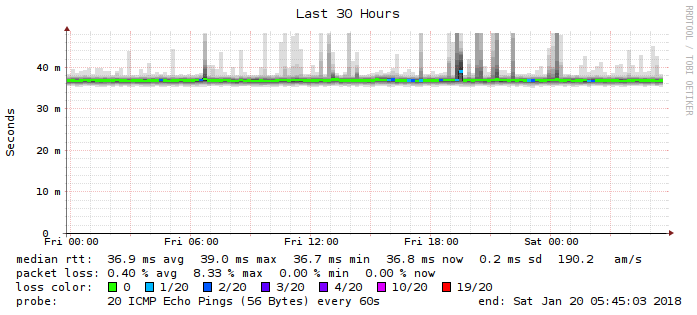 Last 30 Hours
RRDTOOL / TOBI OETIKER
Seconds
40 m
30 m
20 m
10 m
0
Fri 00:00 Fri 06:00 Fri 12:00 Fri 18:00 Sat 00:00
median rtt: 36.9 ms avg 39.0 ms max 36.7 ms min 36.8 ms now 0.2 ms sd 190.2 am/s
packet loss: 0.40 % avg 8.33 % max 0.00 % min 0.00 % now
loss color: 0 1/20 2/20 3/20 4/20 10/20 19/20
probe: 20 ICMP Echo Pings (56 Bytes) every 60s end: Sat Jan 20 05:45:03 2018